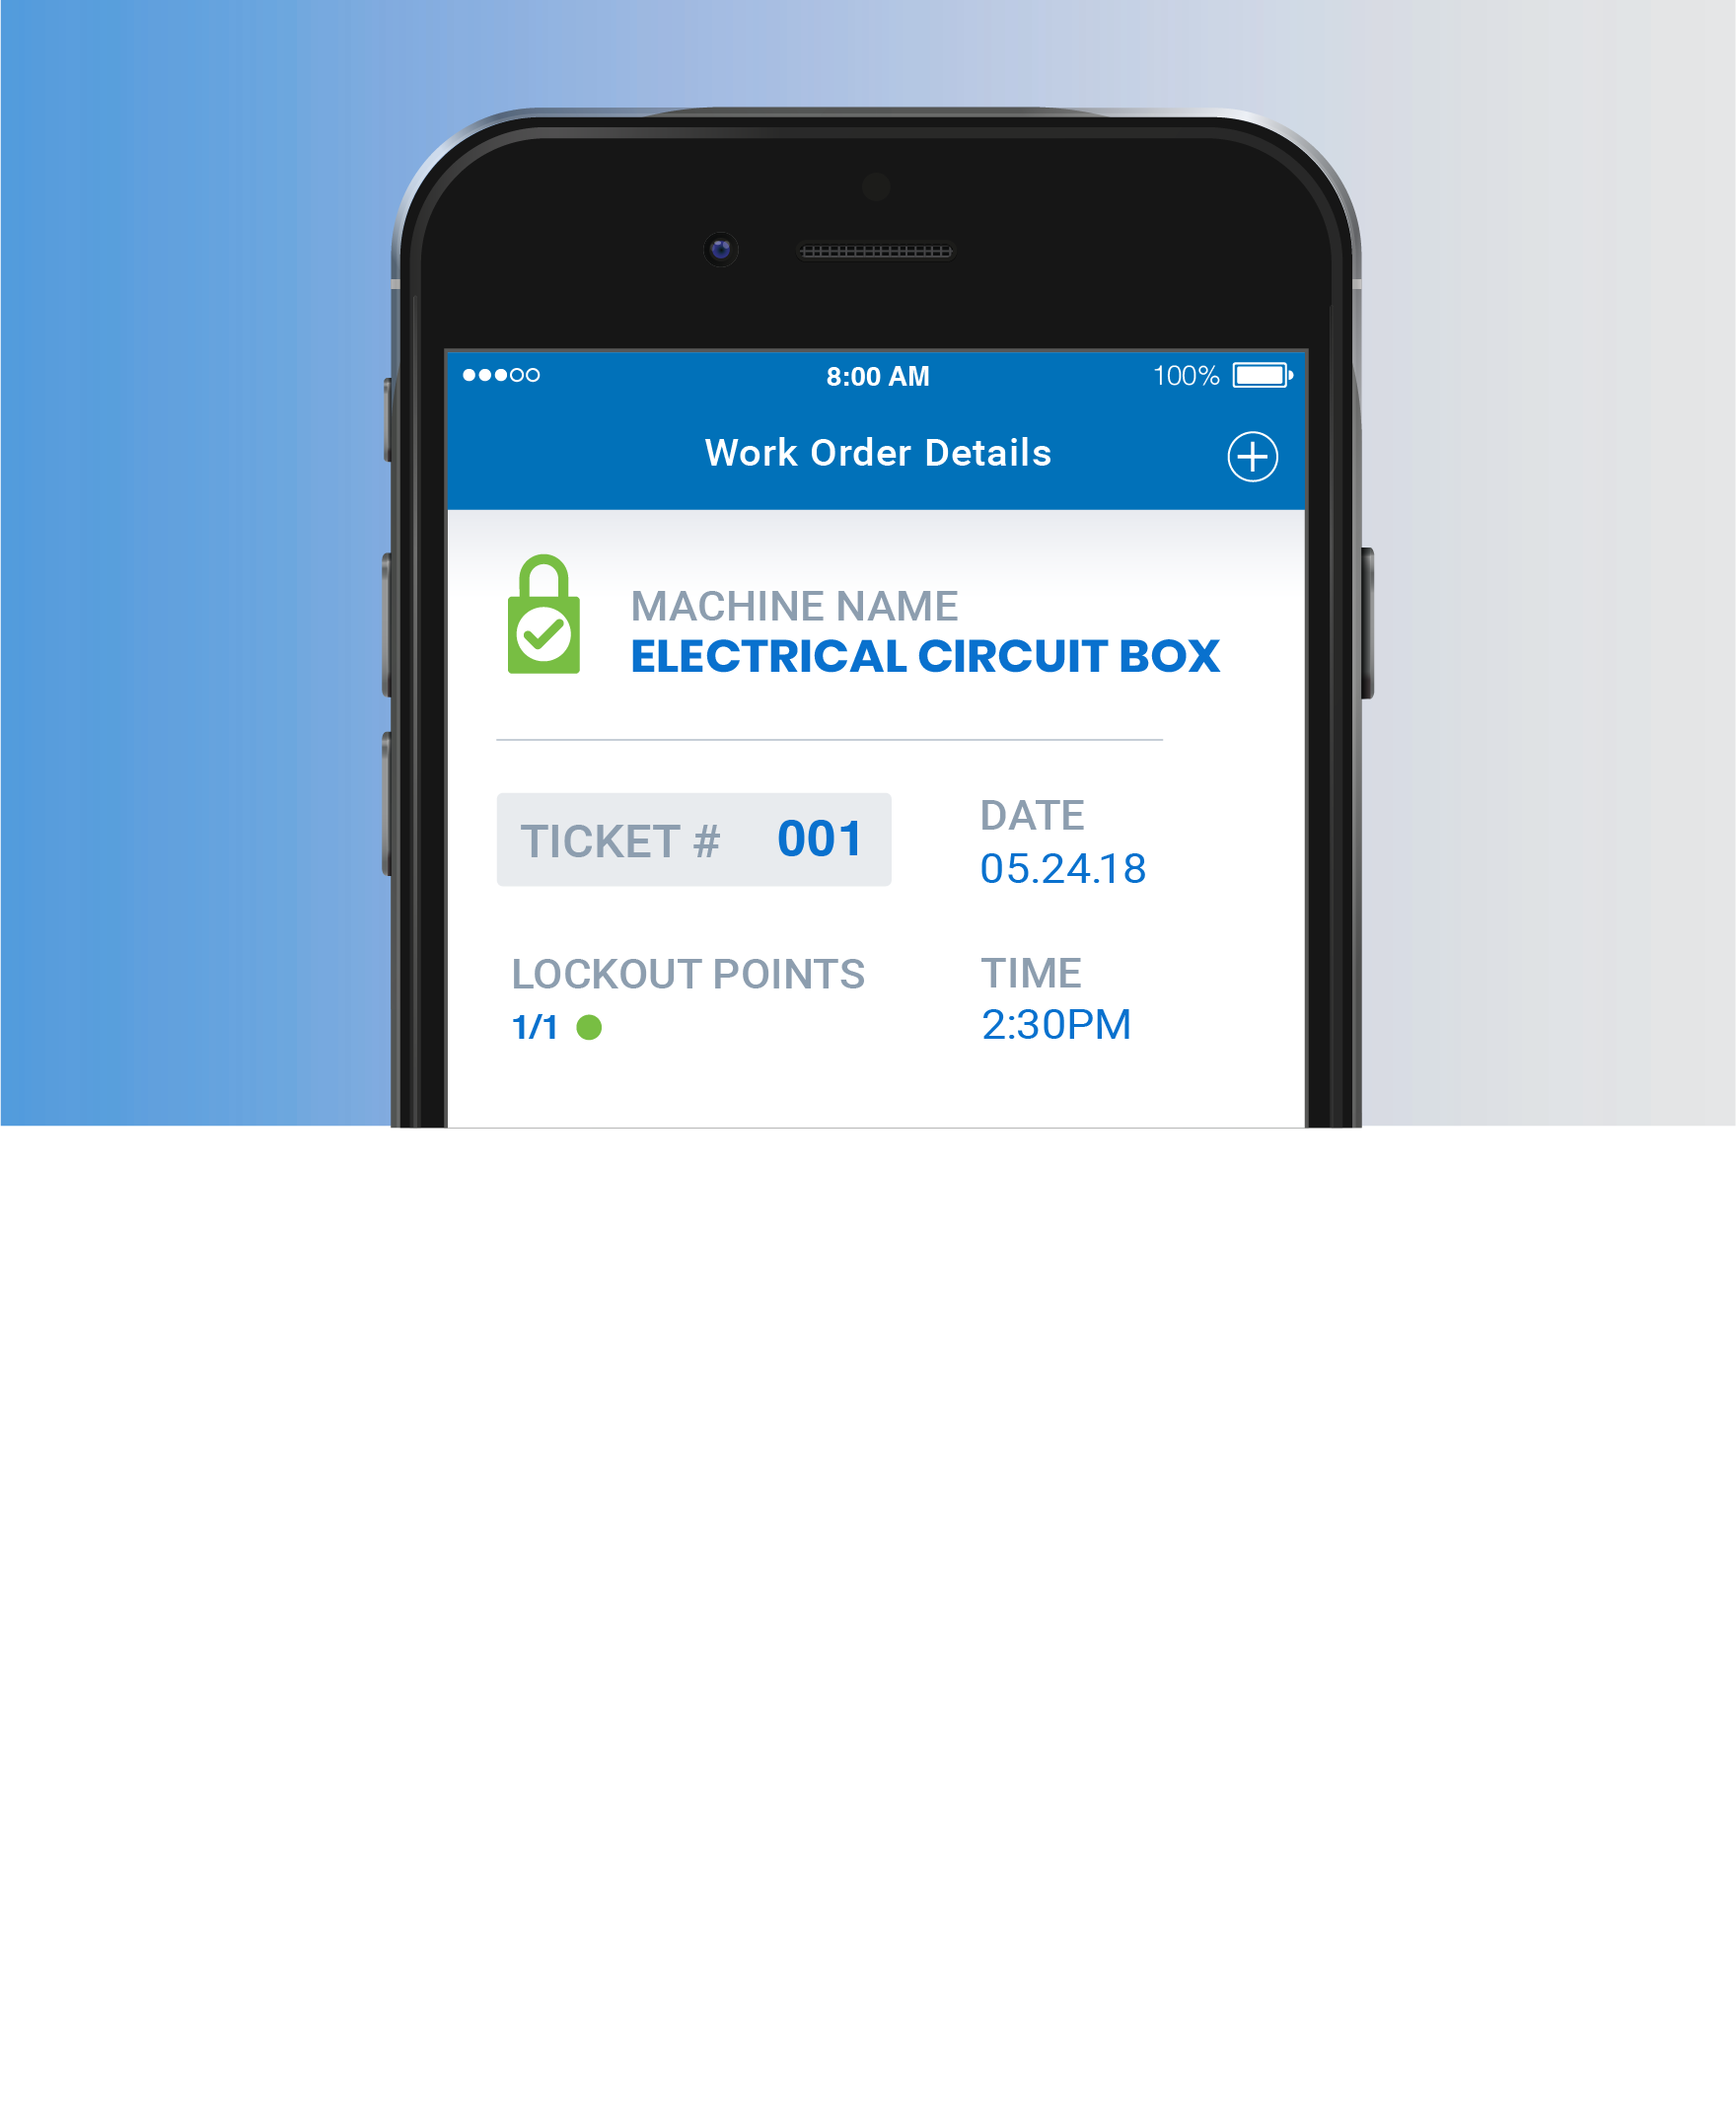 8:00 AM
100%
Work Order Details
MACHINE NAME
ELECTRICAL CIRCUIT BOX
TICKET # 001
DATE
05.24.18
LOCKOUT POINTS
1/1
TIME
2:30PM